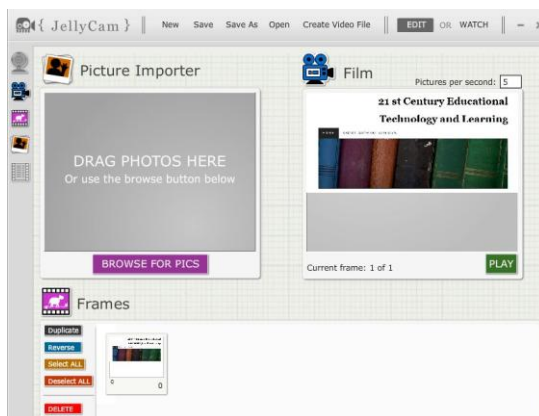 { JellyCam } New Save Save As Open Create Video File EDIT OR WATCH
Picture Importer
DRAG PHOTOS HERE
Or use the browse button below
BROWSE FOR PICS
Film
Pictures per second: 5
21 st Century Educational
Technology and Learning
Current frame: 1 of 1
PLAY
Frames
Duplicate
Reverse
Select ALL
Deselect ALL
DELETE
0 0